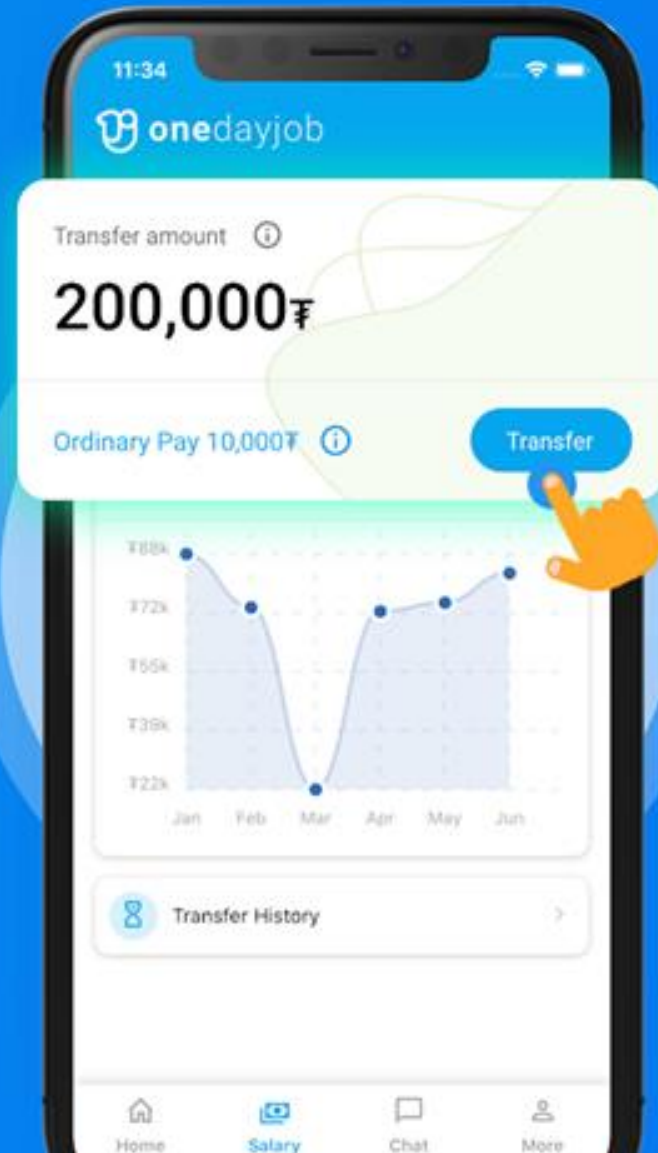 11:34
onedayjob
Transfer amount
200,000₮
Ordinary Pay 10,000₮
Transfer
₮88k
₮72k
₮55k
₮39k
₮22k
Jan Feb Mar Apr May Jun
Transfer History
Home Salary Chat More